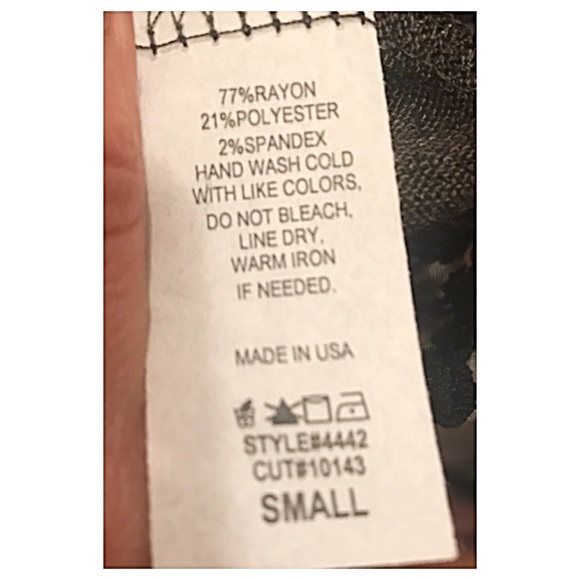 77%RAYON
21%POLYESTER
2%SPANDEX
HAND WASH COLD
WITH LIKE COLORS,
DO NOT BLEACH,
LINE DRY,
WARM IRON
IF NEEDED.
MADE IN USA
STYLE#4442
CUT#10143
SMALL